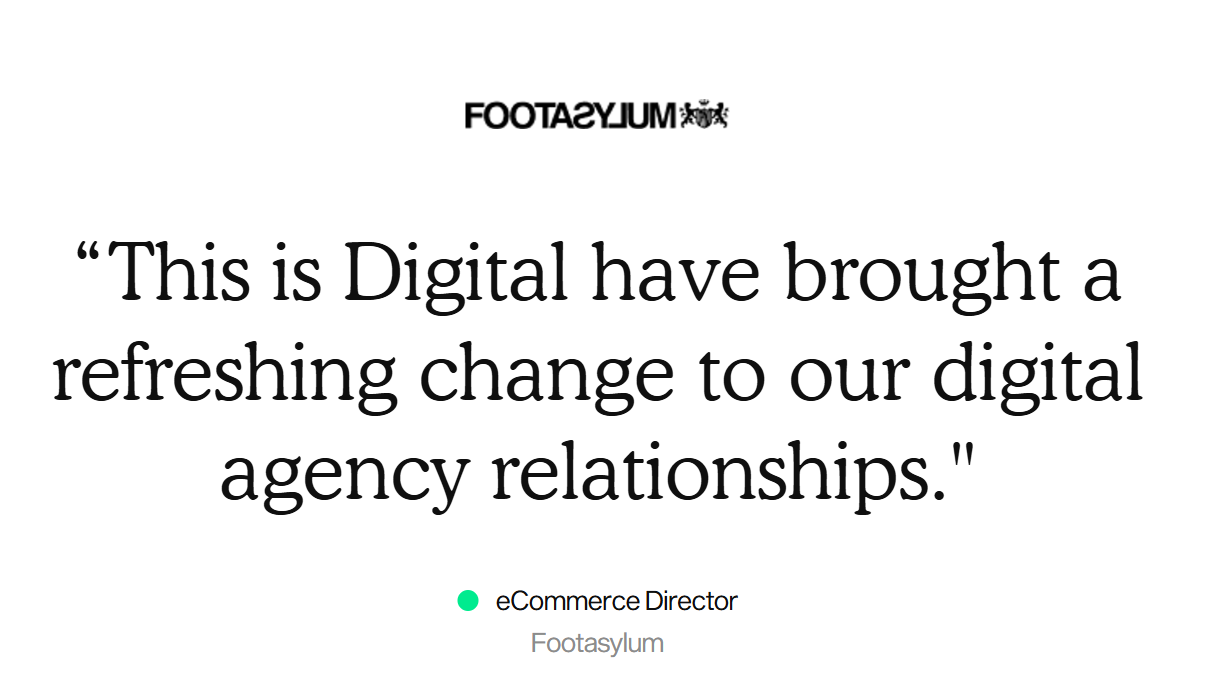 FOOTASYLUM
“This is Digital have brought a
refreshing change to our digital
agency relationships."
eCommerce Director
Footasylum